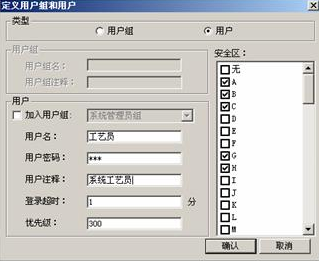 定义用户组和用户
类型
用户组
用户
用户组
用户组名：
用户组注释：
用户
加入用户组：
系统管理员组
用户名：
工艺员
用户密码：
***
用户注释：
系统工艺员
登录超时：
1
分
优先级：
300
安全区：
无
A
B
C
D
E
F
G
H
I
J
K
L
M
确认
取消